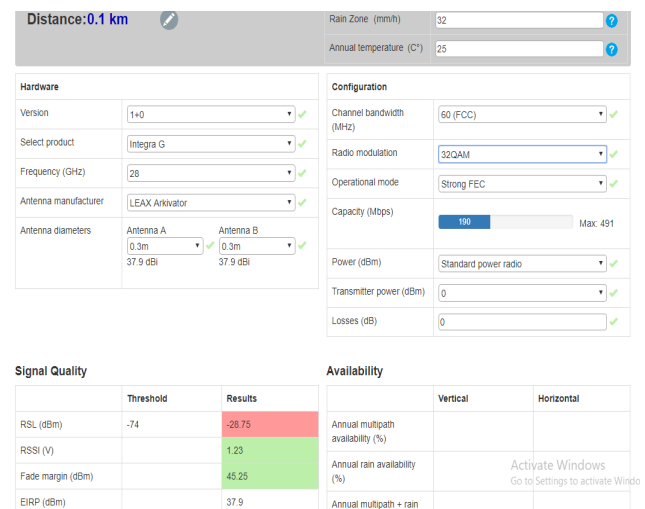 Distance:0.1 km
Rain Zone (mm/h) 32
Annual temperature (C°) 25
Hardware
Version 1+0
Select product Integra G
Frequency (GHz) 28
Antenna manufacturer LEAX Arkivator
Antenna diameters Antenna A Antenna B
0.3m 0.3m
37.9 dBi 37.9 dBi
Configuration
Channel bandwidth 60 (FCC)
(MHz)
Radio modulation 32QAM
Operational mode Strong FEC
Capacity (Mbps) 190 Max: 491
Power (dBm) Standard power radio
Transmitter power (dBm) 0
Losses (dB) 0
Signal Quality
Threshold Results
RSL (dBm) -74 -28.75
RSSI (V) 1.23
Fade margin (dBm) 45.25
EIRP (dBm) 37.9
Availability
Vertical Horizontal
Annual multipath
availability (%)
Annual rain availability
(%)
Annual multipath + rain
Activate Windows
Go to Settings to activate Windo